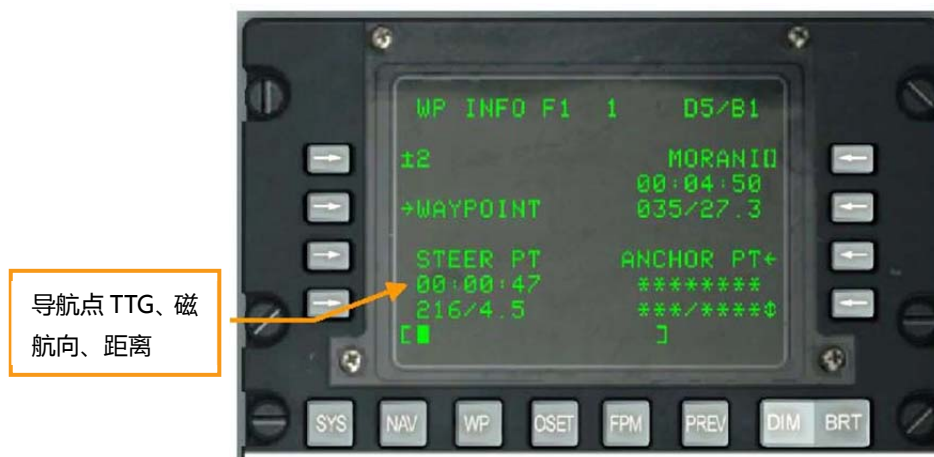 WP INFO F1 1 D5/B1
±2 MORANI[]
00:04:50
→WAYPOINT 035/27.3
STEER PT ANCHOR PT←
00:00:47 ********
216/4.5 ***/****↕
[█ ]
导航点 TTG、磁
航向、距离
SYS NAV WP OSET FPM PREV DIM BRT